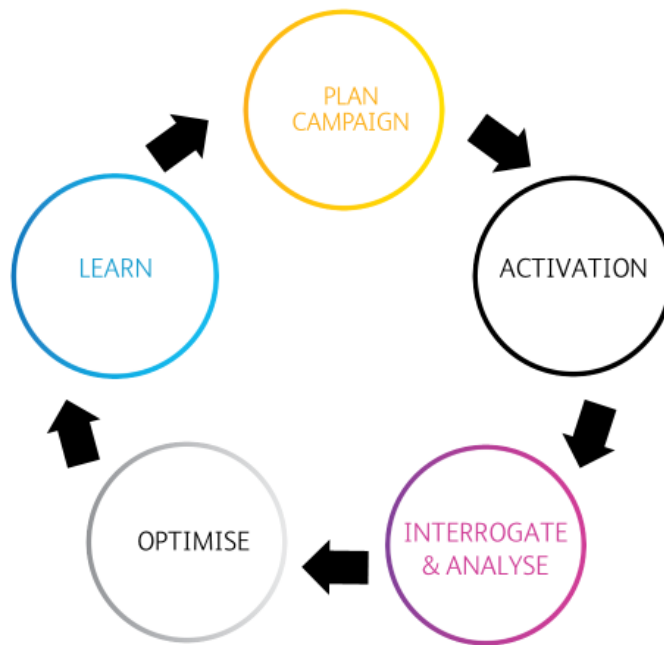 PLAN
CAMPAIGN
ACTIVATION
INTERROGATE
& ANALYSE
OPTIMISE
LEARN